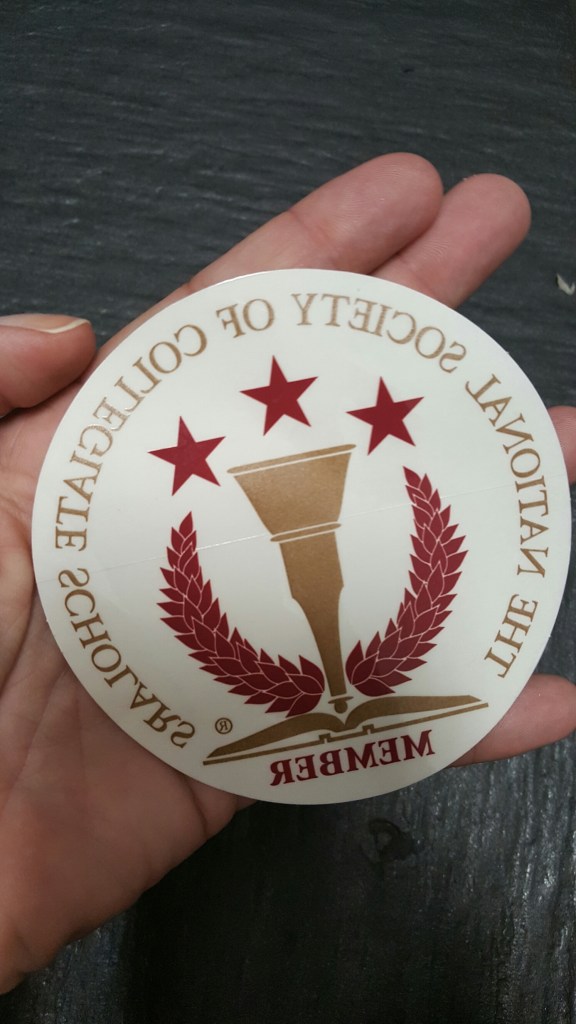 THE NATIONAL SOCIETY OF COLLEGIATE SCHOLARS
®
MEMBER